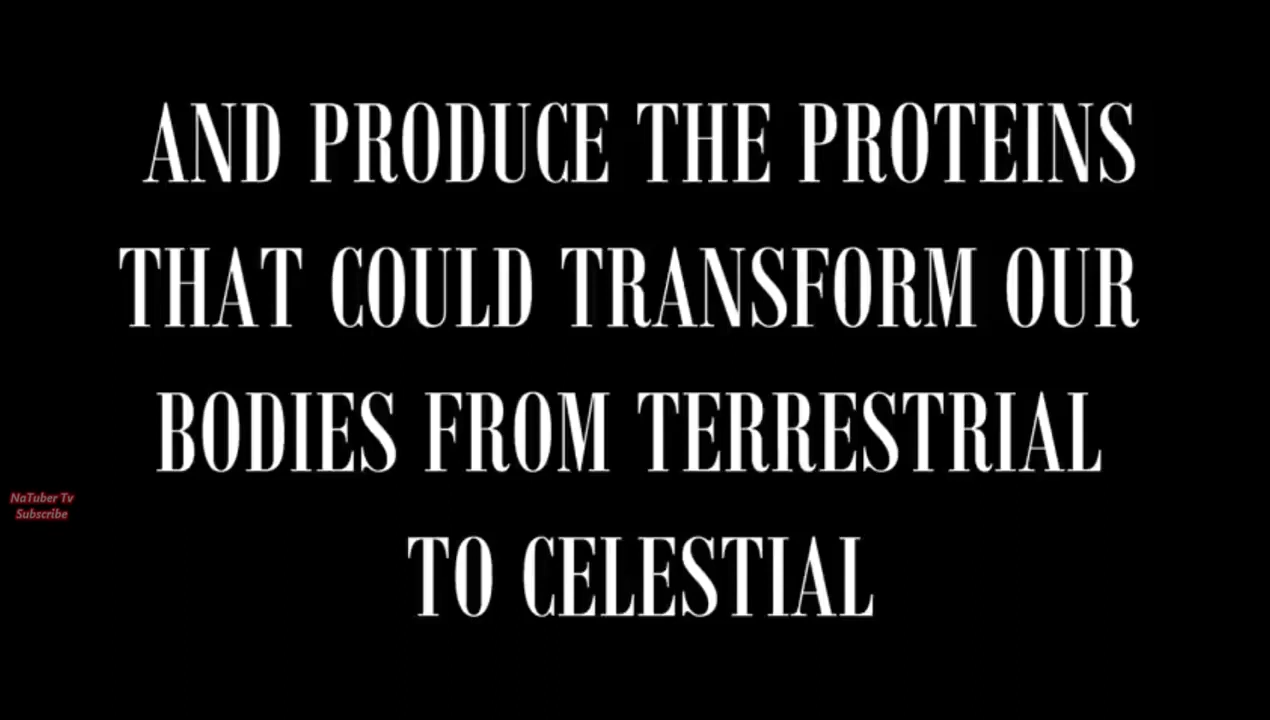 AND PRODUCE THE PROTEINS
THAT COULD TRANSFORM OUR
BODIES FROM TERRESTRIAL
TO CELESTIAL
NaTuber Tv
Subscribe